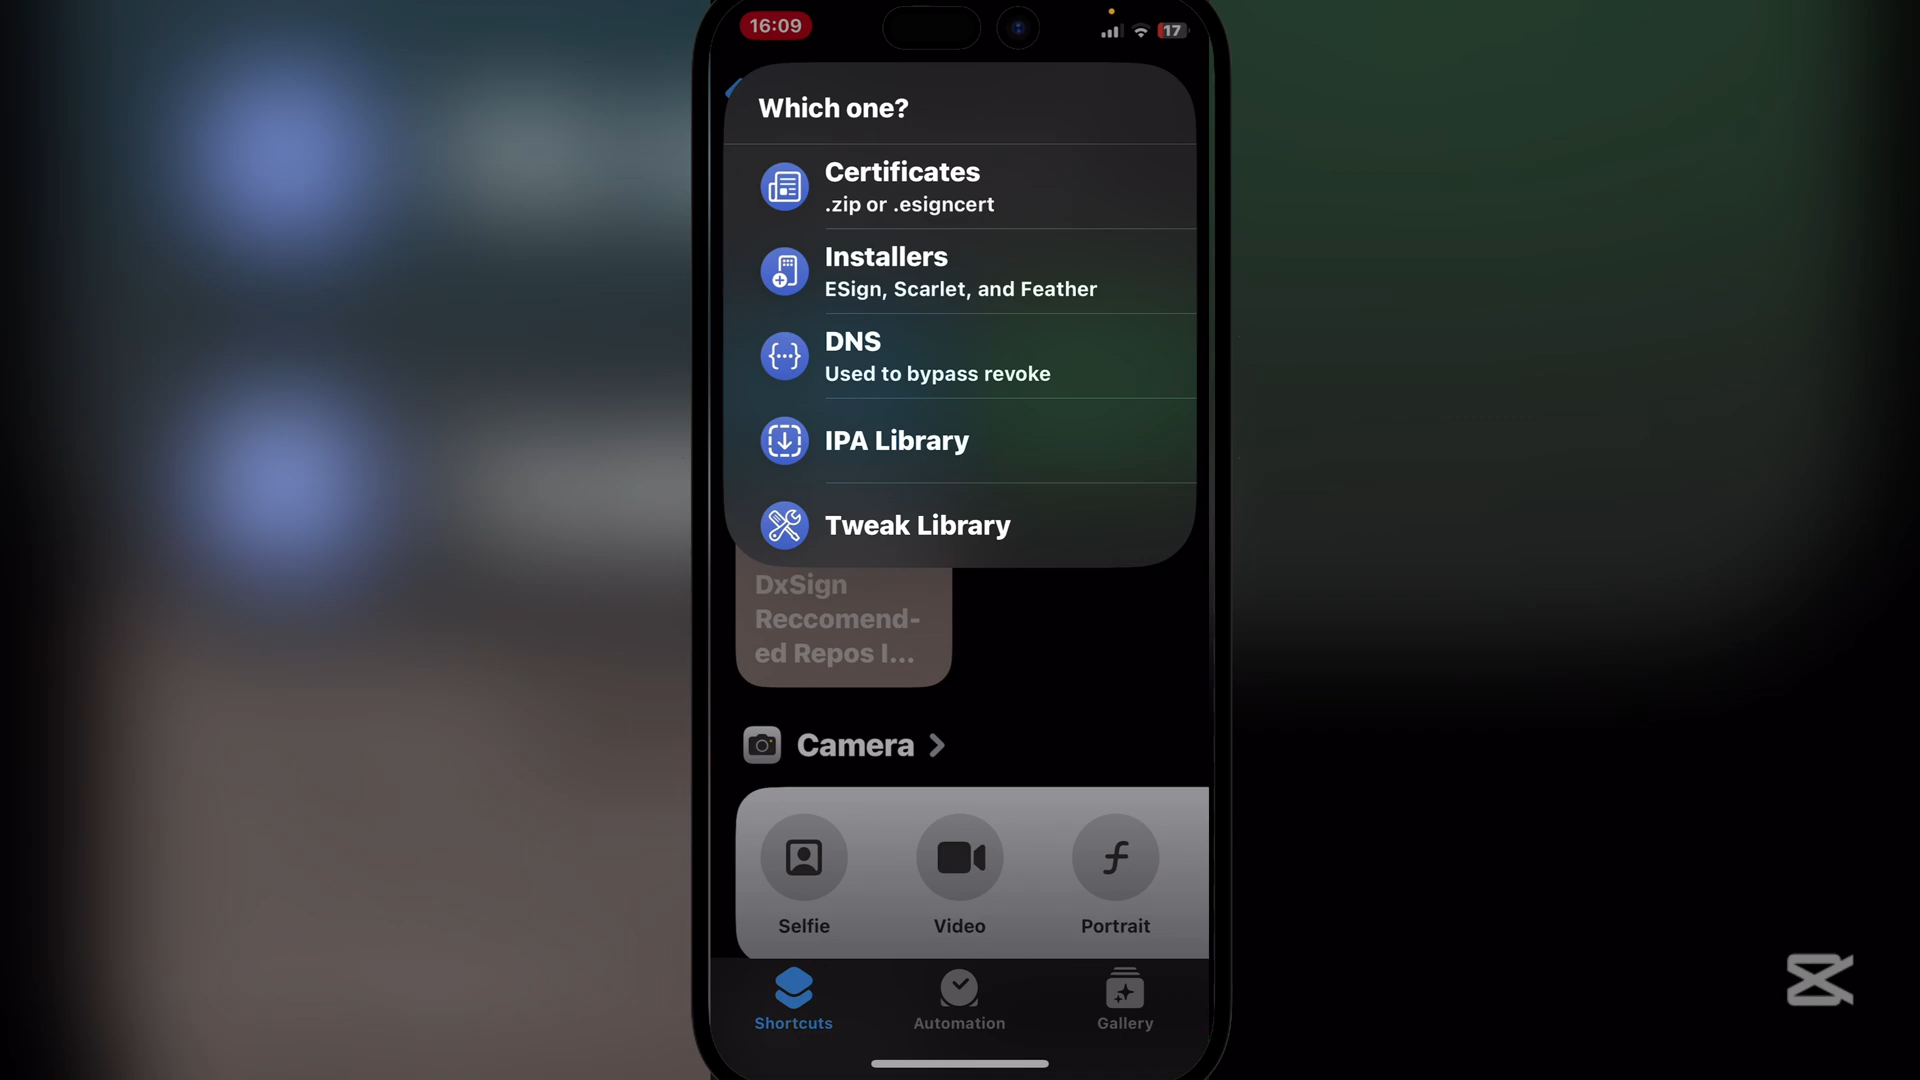 16:09
17
Which one?
Certificates
.zip or .esigncert
Installers
ESign, Scarlet, and Feather
DNS
Used to bypass revoke
IPA Library
Tweak Library
DxSign
Reccomend-
ed Repos I...
Camera
Selfie
Video
Portrait
Shortcuts
Automation
Gallery